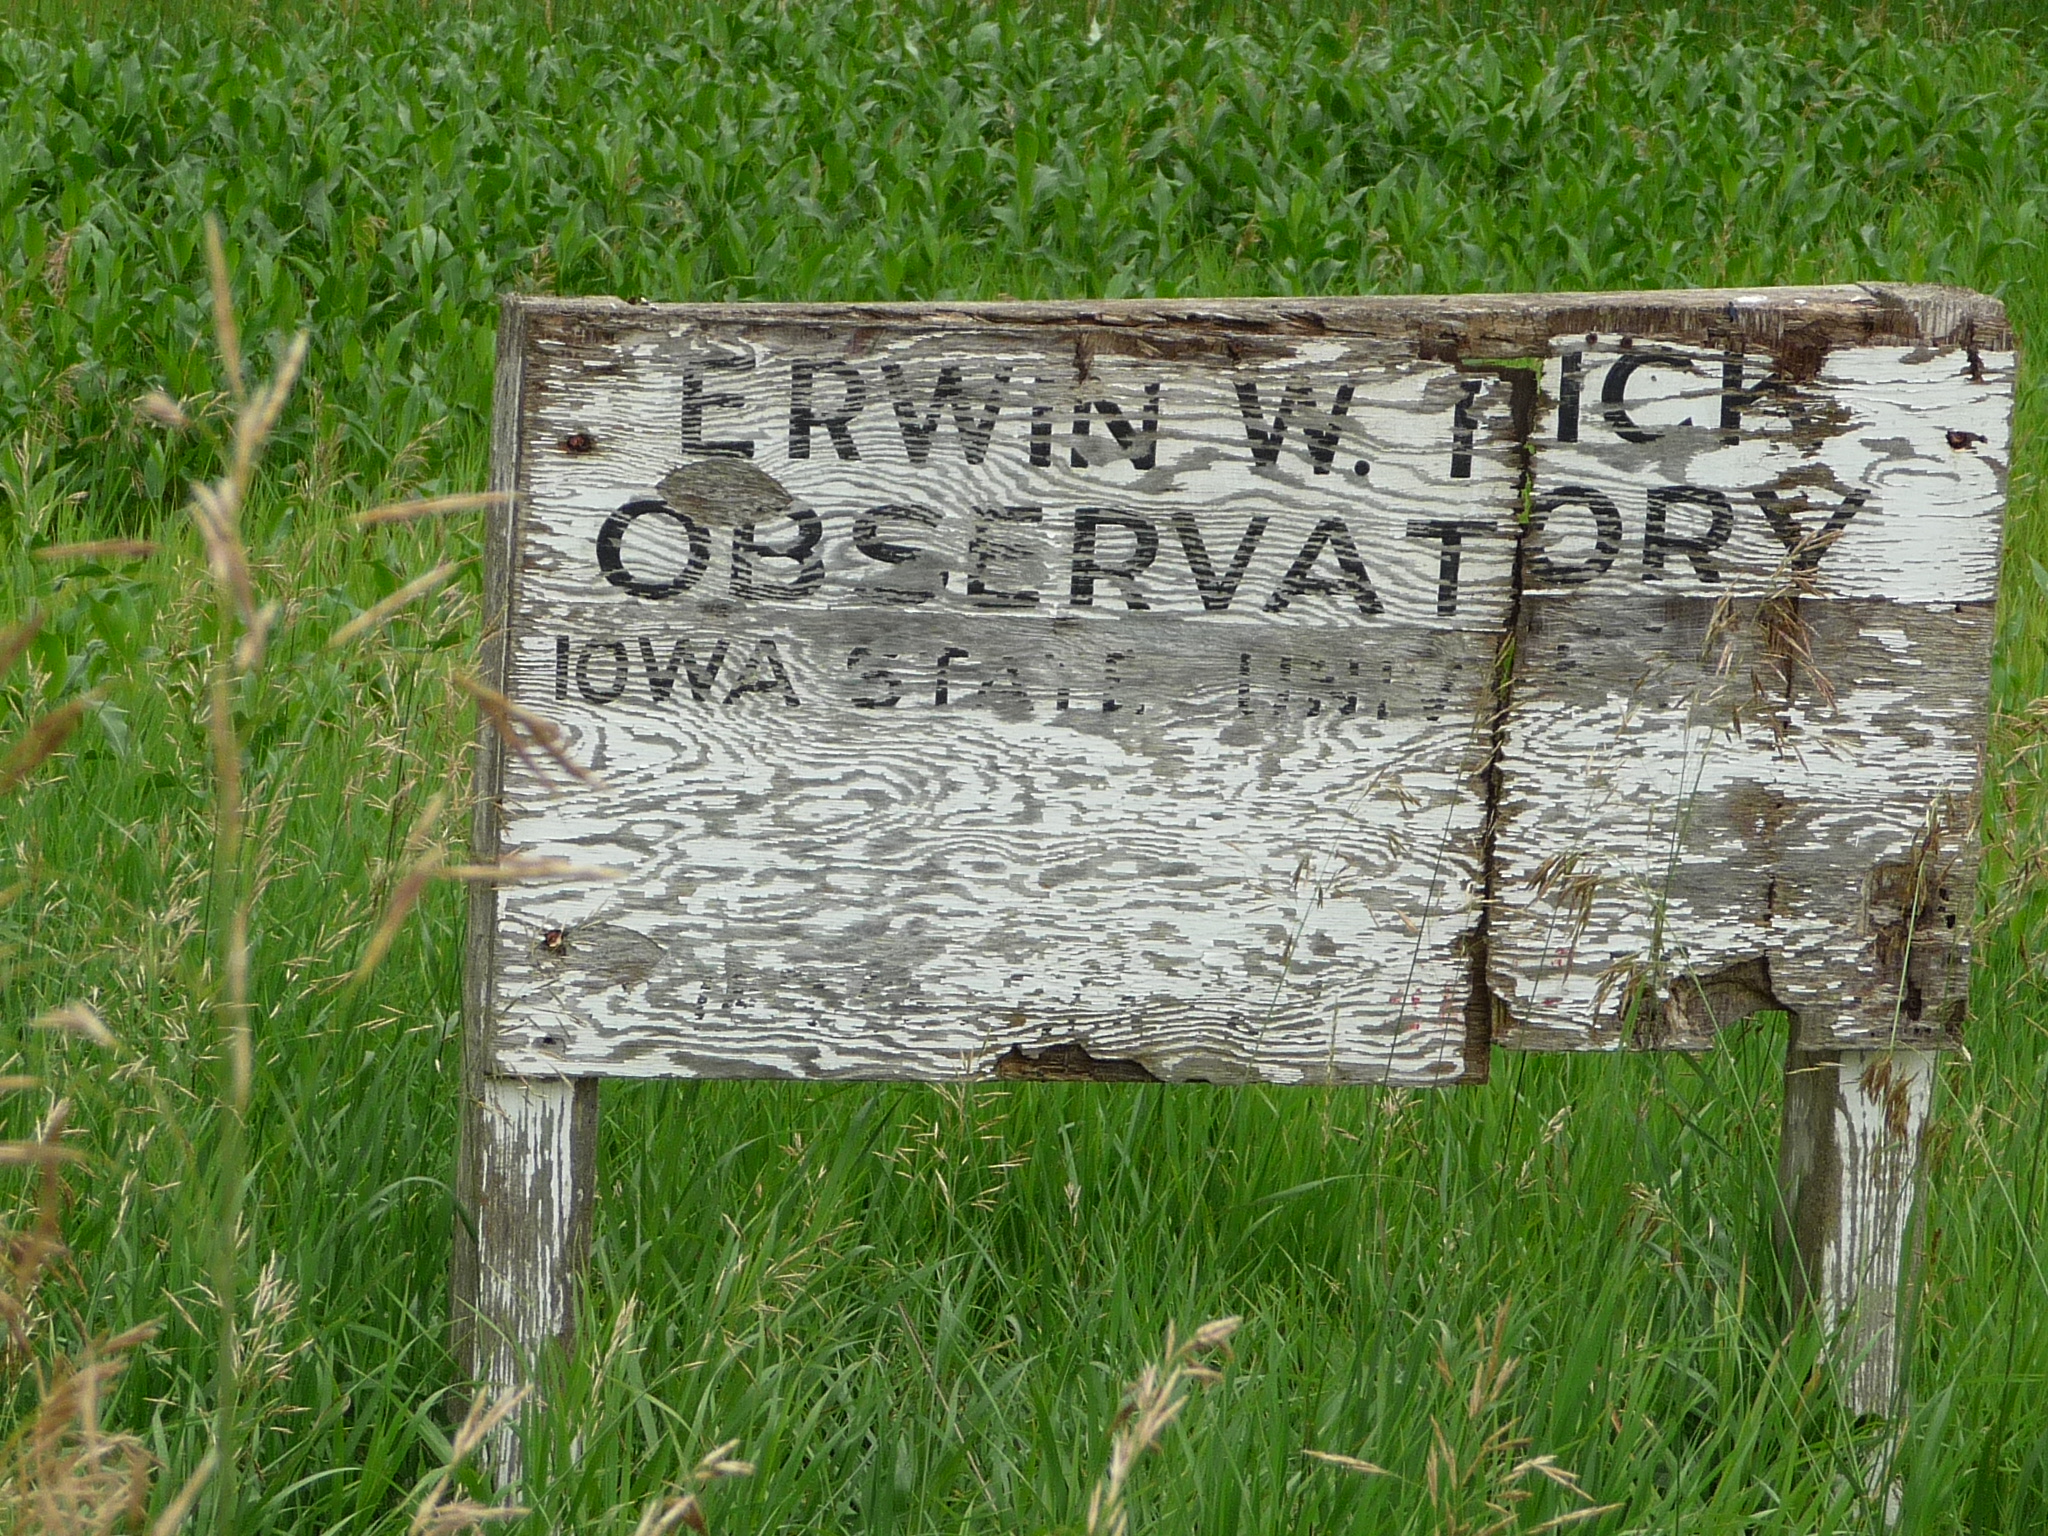 ERWIN W. FICK
OBSERVATORY
IOWA STATE